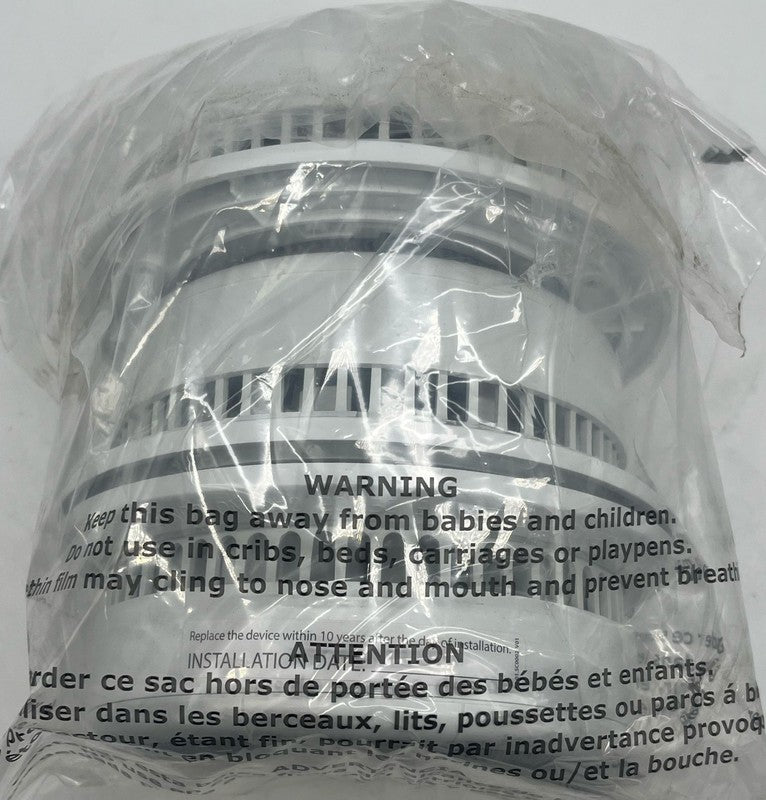 WARNING
Keep this bag away from babies and children.
Do not use in cribs, beds, carriages or playpens.
thin film may cling to nose and mouth and prevent breath
Replace the device within 10 years after the date of installation.
INSTALLATION DATE:
ATTENTION
rder ce sac hors de portée des bébés et enfants.
liser dans les berceaux, lits, poussettes ou parcs á b
étant fin, pourrait par inadvertance provoq
en bloquant ou/et la bouche.